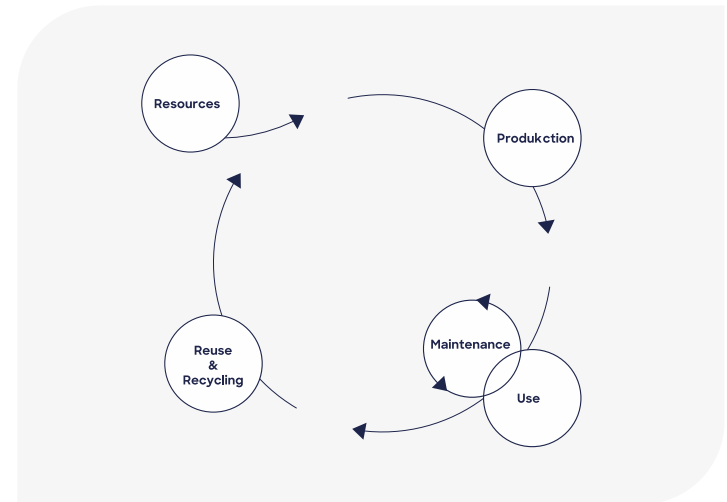 Resources
Produkction
Maintenance
Use
Reuse
&
Recycling